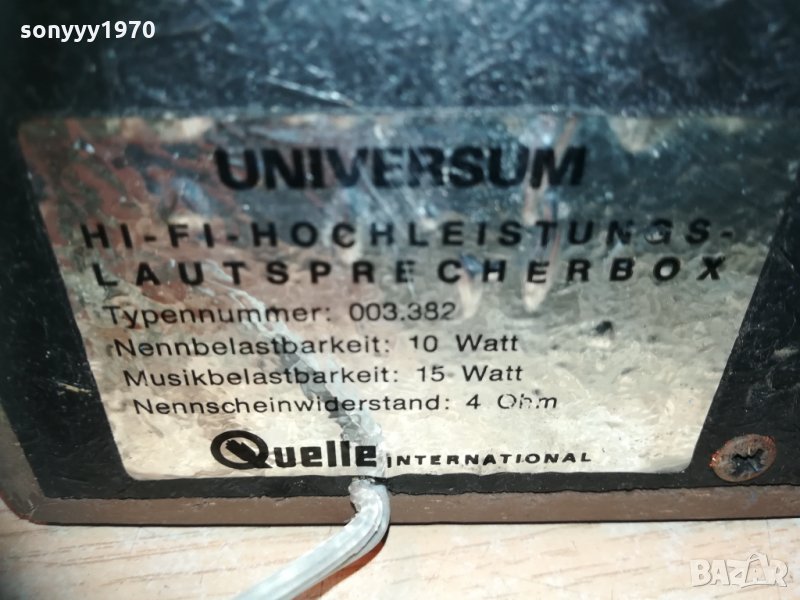 sonyyy1970
UNIVERSUM
HI-FI-HOCHLEISTUNGS-
LAUTSPRECHERBOX
Typennummer: 003.382
Nennbelastbarkeit: 10 Watt
Musikbelastbarkeit: 15 Watt
Nennscheinwiderstand: 4 Ohm
Quelle INTERNATIONAL
BAZAR